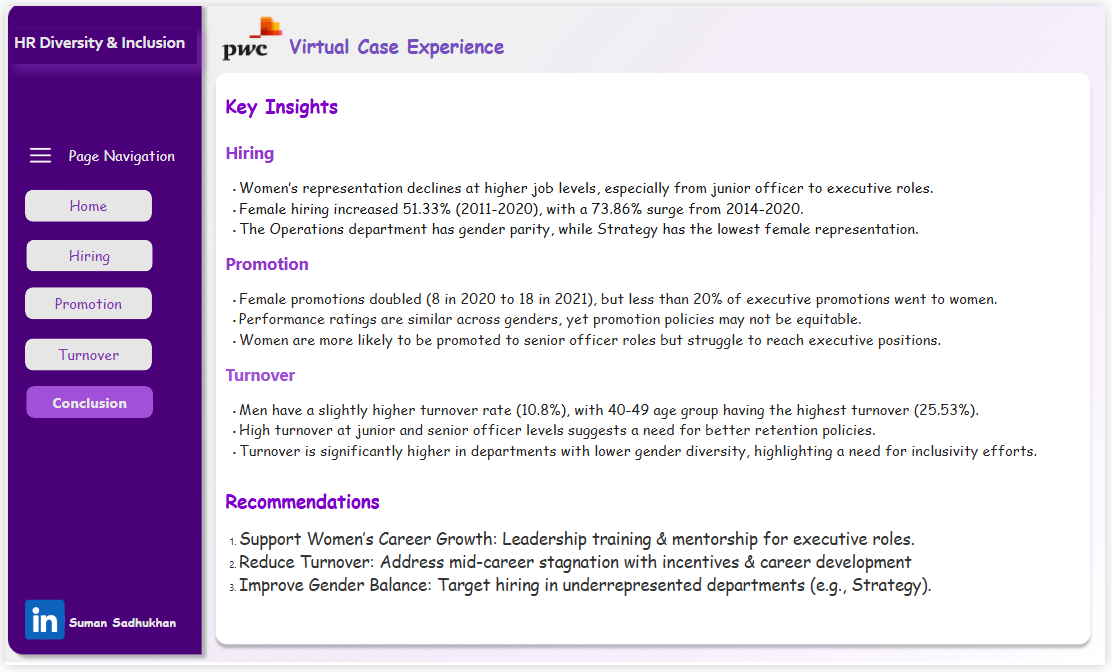 HR Diversity & Inclusion
Page Navigation
Home
Hiring
Promotion
Turnover
Conclusion
in Suman Sadhukhan
pwc Virtual Case Experience
Key Insights
Hiring
· Women's representation declines at higher job levels, especially from junior officer to executive roles.
· Female hiring increased 51.33% (2011-2020), with a 73.86% surge from 2014-2020.
· The Operations department has gender parity, while Strategy has the lowest female representation.
Promotion
· Female promotions doubled (8 in 2020 to 18 in 2021), but less than 20% of executive promotions went to women.
· Performance ratings are similar across genders, yet promotion policies may not be equitable.
· Women are more likely to be promoted to senior officer roles but struggle to reach executive positions.
Turnover
· Men have a slightly higher turnover rate (10.8%), with 40-49 age group having the highest turnover (25.53%).
· High turnover at junior and senior officer levels suggests a need for better retention policies.
· Turnover is significantly higher in departments with lower gender diversity, highlighting a need for inclusivity efforts.
Recommendations
1. Support Women's Career Growth: Leadership training & mentorship for executive roles.
2. Reduce Turnover: Address mid-career stagnation with incentives & career development
3. Improve Gender Balance: Target hiring in underrepresented departments (e.g., Strategy).